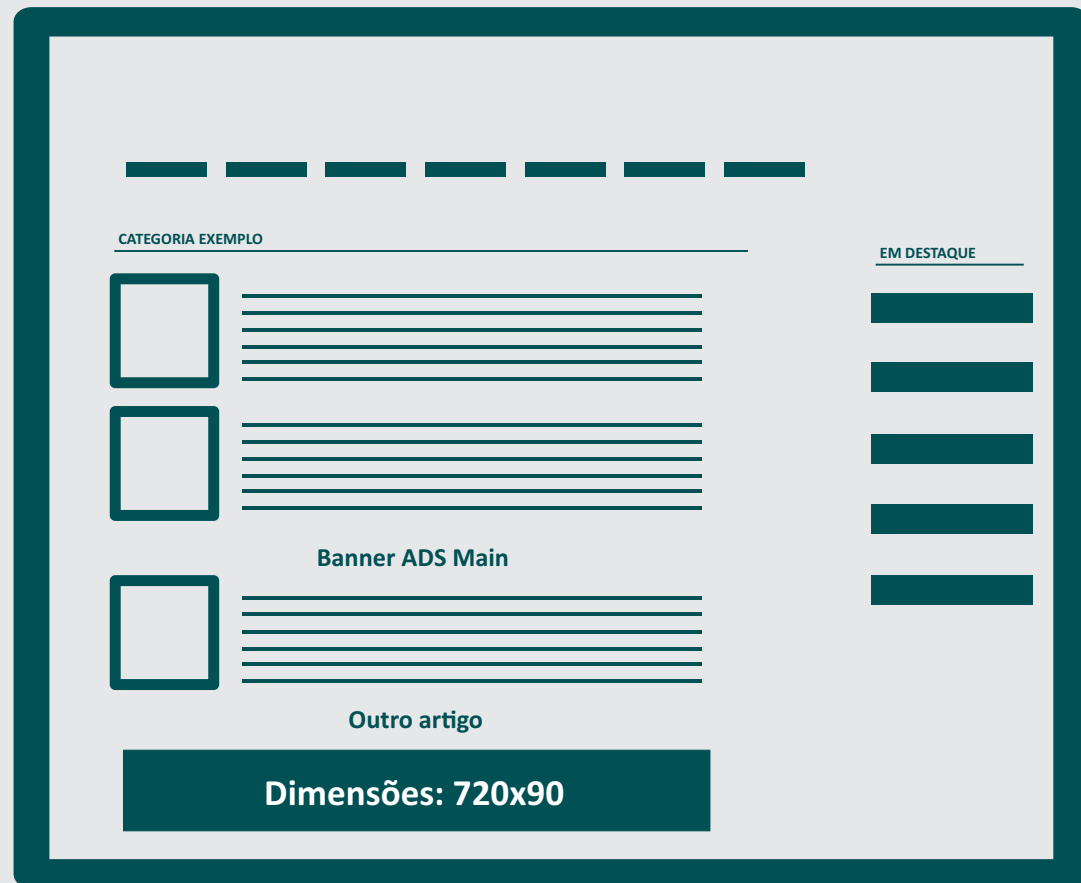 CATEGORIA EXEMPLO
EM DESTAQUE
Banner ADS Main
Outro artigo
Dimensões: 720x90